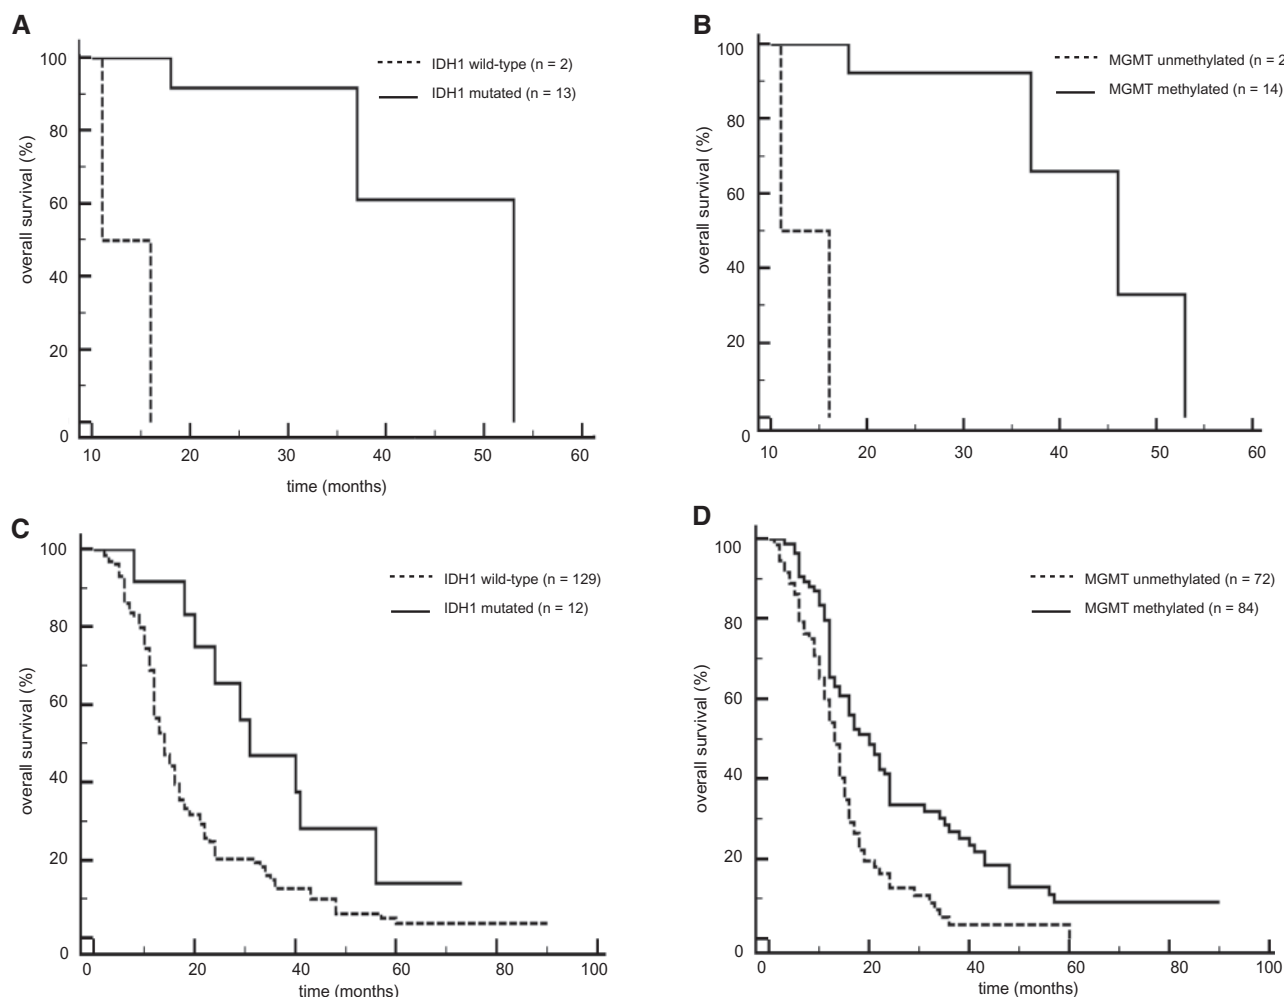 A
100
80
60
40
20
0
overall survival (%)
IDH1 wild-type (n = 2)
IDH1 mutated (n = 13)
10 20 30 40 50 60
time (months)
B
100
80
60
40
20
0
overall survival (%)
MGMT unmethylated (n = 2
MGMT methylated (n = 14)
10 20 30 40 50 60
C
100
80
60
40
20
0
overall survival (%)
IDH1 wild-type (n = 129)
IDH1 mutated (n = 12)
0 20 40 60 80 100
time (months)
D
100
80
60
40
20
0
overall survival (%)
MGMT unmethylated (n = 72)
MGMT methylated (n = 84)
0 20 40 60 80 100
time (months)